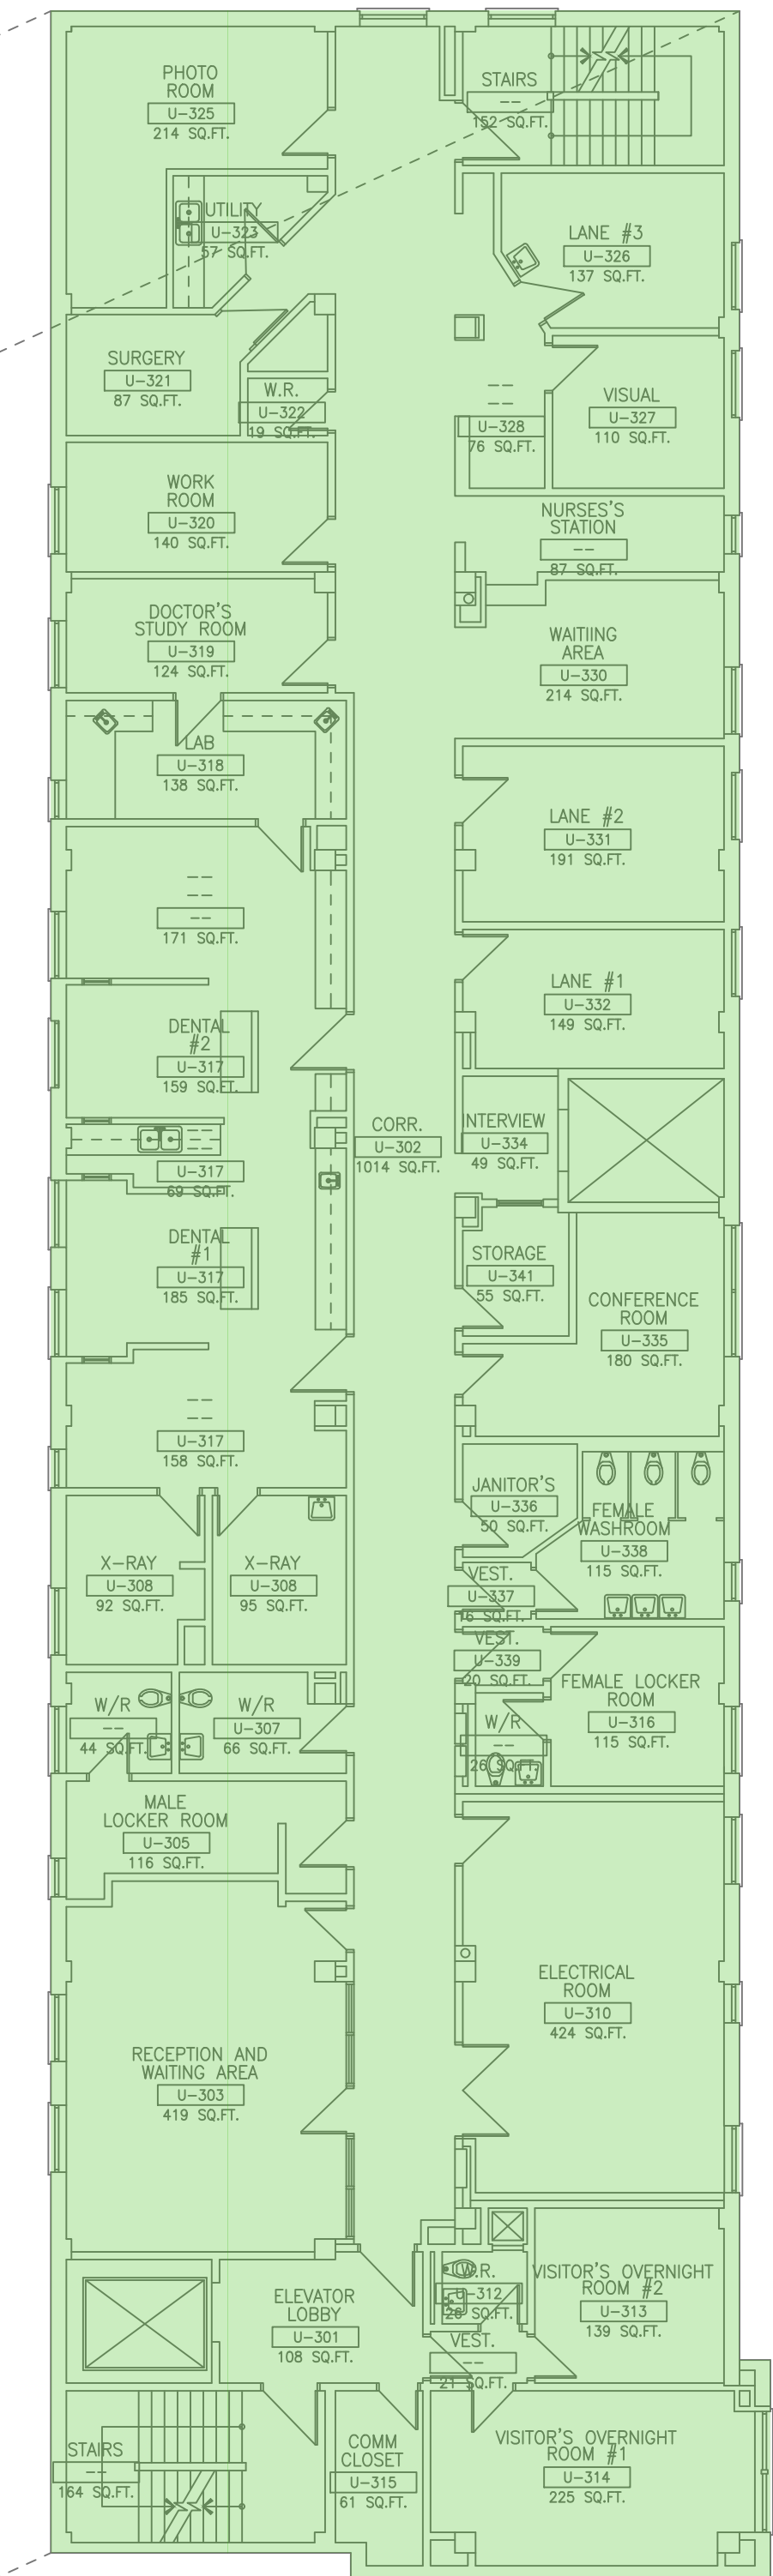 PHOTO
ROOM
U-325
214 SQ.FT.
STAIRS
--
152 SQ.FT.
UTILITY
U-323
57 SQ.FT.
LANE #3
U-326
137 SQ.FT.
SURGERY
U-321
87 SQ.FT.
W.R.
U-322
19 SQ.FT.
--
--
U-328
76 SQ.FT.
VISUAL
U-327
110 SQ.FT.
WORK
ROOM
U-320
140 SQ.FT.
NURSES'S
STATION
--
87 SQ.FT.
DOCTOR'S
STUDY ROOM
U-319
124 SQ.FT.
WAITIING
AREA
U-330
214 SQ.FT.
LAB
U-318
138 SQ.FT.
LANE #2
U-331
191 SQ.FT.
--
--
--
171 SQ.FT.
LANE #1
U-332
149 SQ.FT.
DENTAL
#2
U-317
159 SQ.FT.
CORR.
U-302
1014 SQ.FT.
INTERVIEW
U-334
49 SQ.FT.
U-317
69 SQ.FT.
DENTAL
#1
U-317
185 SQ.FT.
STORAGE
U-341
55 SQ.FT.
CONFERENCE
ROOM
U-335
180 SQ.FT.
--
--
U-317
158 SQ.FT.
JANITOR'S
U-336
50 SQ.FT.
FEMALE
WASHROOM
U-338
115 SQ.FT.
X-RAY
U-308
92 SQ.FT.
X-RAY
U-308
95 SQ.FT.
VEST.
U-337
16 SQ.FT.
VEST.
U-339
20 SQ.FT.
W/R
--
44 SQ.FT.
W/R
U-307
66 SQ.FT.
W/R
--
26 SQ.FT.
FEMALE LOCKER
ROOM
U-316
115 SQ.FT.
MALE
LOCKER ROOM
U-305
116 SQ.FT.
ELECTRICAL
ROOM
U-310
424 SQ.FT.
RECEPTION AND
WAITING AREA
U-303
419 SQ.FT.
W.R.
U-312
28 SQ.FT.
VISITOR'S OVERNIGHT
ROOM #2
U-313
139 SQ.FT.
ELEVATOR
LOBBY
U-301
108 SQ.FT.
VEST.
--
21 SQ.FT.
STAIRS
--
164 SQ.FT.
COMM
CLOSET
U-315
61 SQ.FT.
VISITOR'S OVERNIGHT
ROOM #1
U-314
225 SQ.FT.